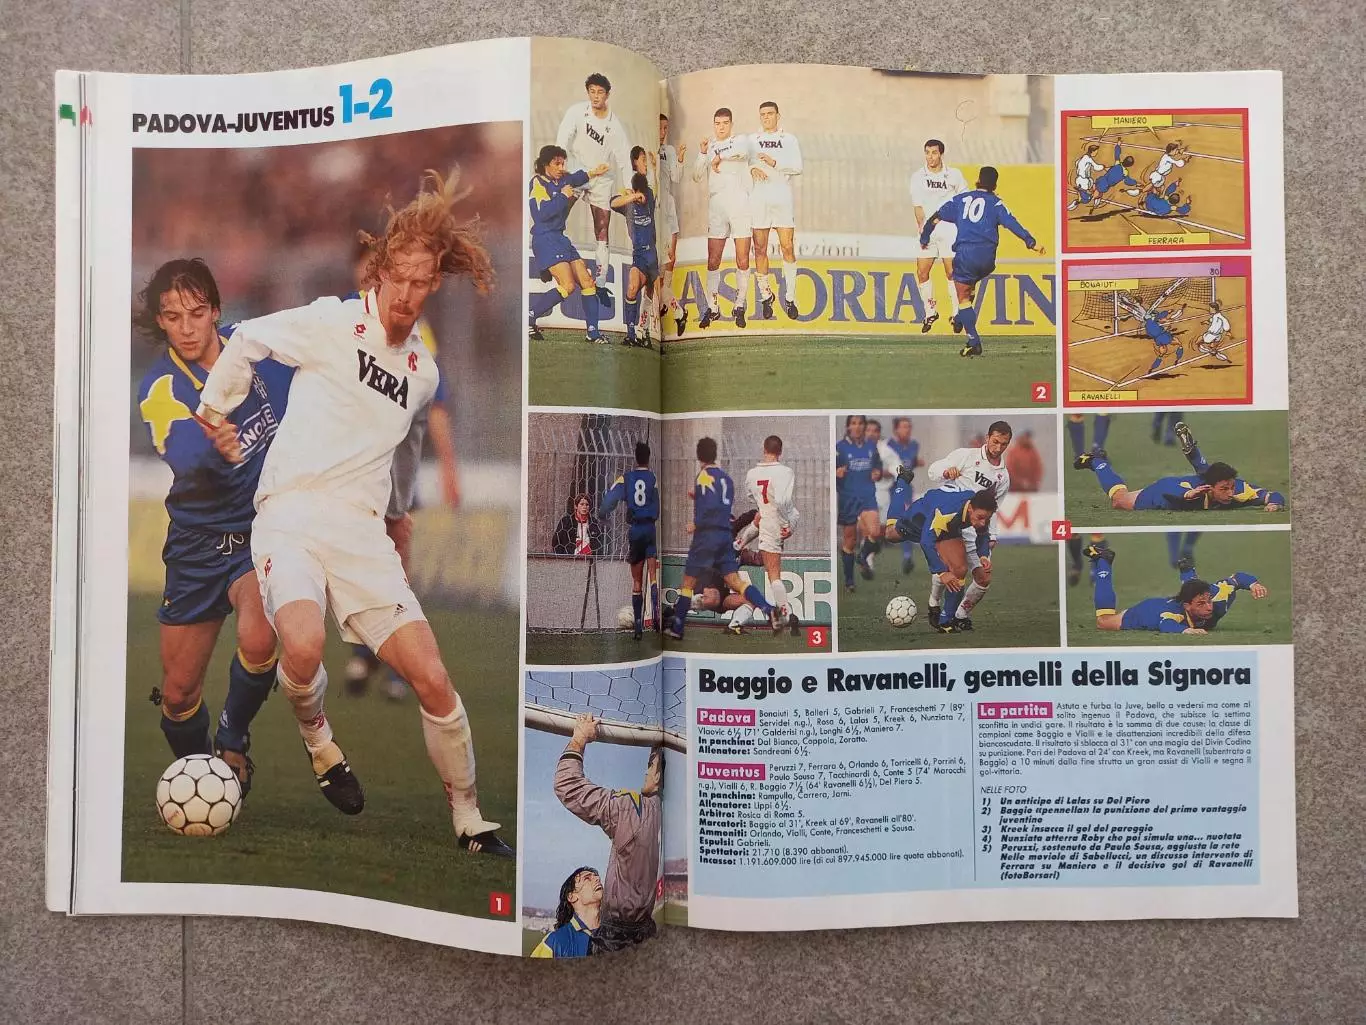 PADOVA-JUVENTUS 1-2
VERA
1
VERA
VERA
VERA
10
ASTORIA
2
MANIERO
FERRARA
80
BONAIUTI
RAVANELLI
8
7
3
4
Baggio e Ravanelli, gemelli della Signora
Padova Bonaiuti 5, Balleri 5, Gabrieli 7, Franceschetti 7 (89'
Servidei n.g.), Rosa 6, Lalas 5, Kreek 6, Nunziata 7,
Vlaovic 6½ (71' Galderisi n.g.), Longhi 6½, Maniero 7.
In panchina: Dal Bianco, Coppola, Zoratto.
Allenatore: Sandreani 6½.
Juventus Peruzzi 7, Ferrara 6, Orlando 6, Torricelli 6, Porrini 6,
Paulo Sousa 7, Tacchinardi 6, Conte 5 (74' Marocchi
n.g.), Vialli 6, R. Baggio 7½ (64' Ravanelli 6½), Del Piero 5.
In panchina: Rampulla, Carrera, Jarni.
Allenatore: Lippi 6½.
Arbitro: Rosica di Roma 5.
Marcatori: Baggio al 31', Kreek al 69', Ravanelli all'80'.
Ammoniti: Orlando, Vialli, Conte, Franceschetti e Sousa.
Espulsi: Gabrieli.
Spettatori: 21.710 (8.390 abbonati).
Incasso: 1.191.609.000 lire (di cui 897.945.000 lire quota abbonati).
La partita Astuta e furba la Juve, bello a vedersi ma come al
solito ingenuo il Padova, che subisce la settima
sconfitta in undici gare. Il risultato è la somma di due cause: la classe di
campioni come Baggio e Vialli e le disattenzioni incredibili della difesa
biancoscudata. Il risultato si sblocca al 31' con una magia del Divin Codino
su punizione. Pari del Padova al 24' con Kreek, ma Ravanelli (subentrato a
Baggio) a 10 minuti dalla fine sfrutta un gran assist di Vialli e segna il
gol-vittoria.
NELLE FOTO
1) Un anticipo di Lalas su Del Piero
2) Baggio «pennella» la punizione del primo vantaggio
juventino
3) Kreek insacca il gol del pareggio
4) Nunziata atterra Roby che poi simula una... nuotata
5) Peruzzi, sostenuto da Paulo Sousa, aggiusta la rete
Nelle moviole di Sabellucci, un discusso intervento di
Ferrara su Maniero e il decisivo gol di Ravanelli
(fotoBorsari)